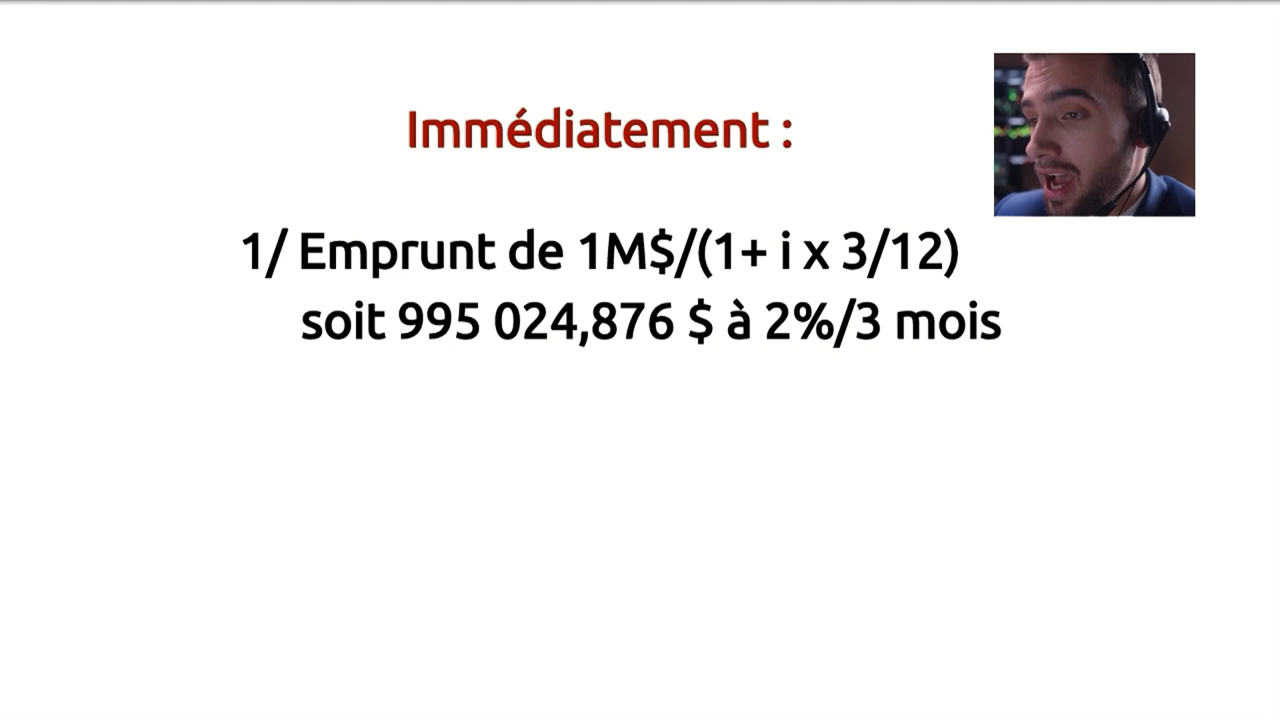 Immédiatement :
1/ Emprunt de 1M$/(1+ i x 3/12)
soit 995 024,876 $ à 2%/3 mois